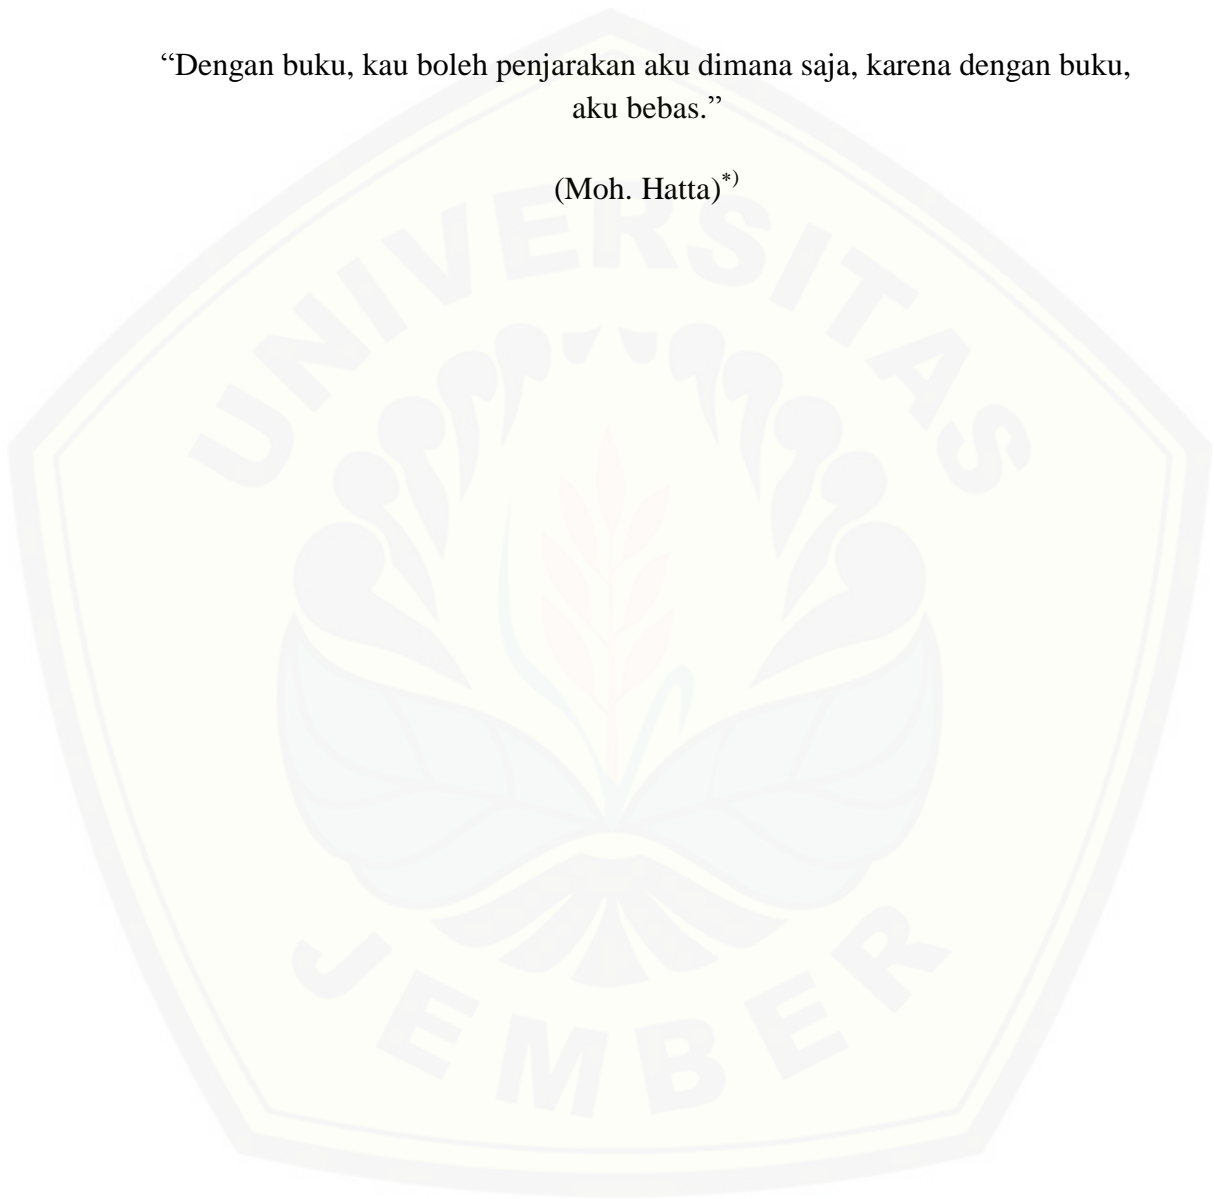 “Dengan buku, kau boleh penjarakan aku dimana saja, karena dengan buku,
aku bebas.”
(Moh. Hatta)*)
UNIVERSITAS
JEMBER